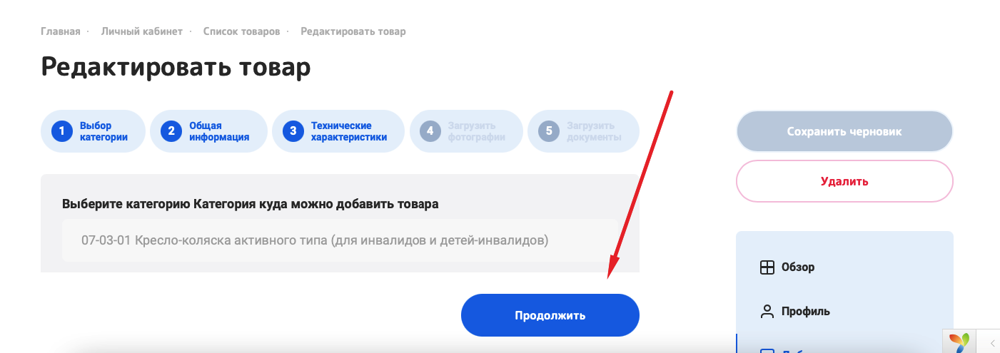 Главная · Личный кабинет · Список товаров · Редактировать товар
Редактировать товар
1 Выбор категории
2 Общая информация
3 Технические характеристики
4 Загрузить фотографии
5 Загрузить документы
Сохранить черновик
Удалить
Выберите категорию Категория куда можно добавить товара
07-03-01 Кресло-коляска активного типа (для инвалидов и детей-инвалидов)
Продолжить
Обзор
Профиль